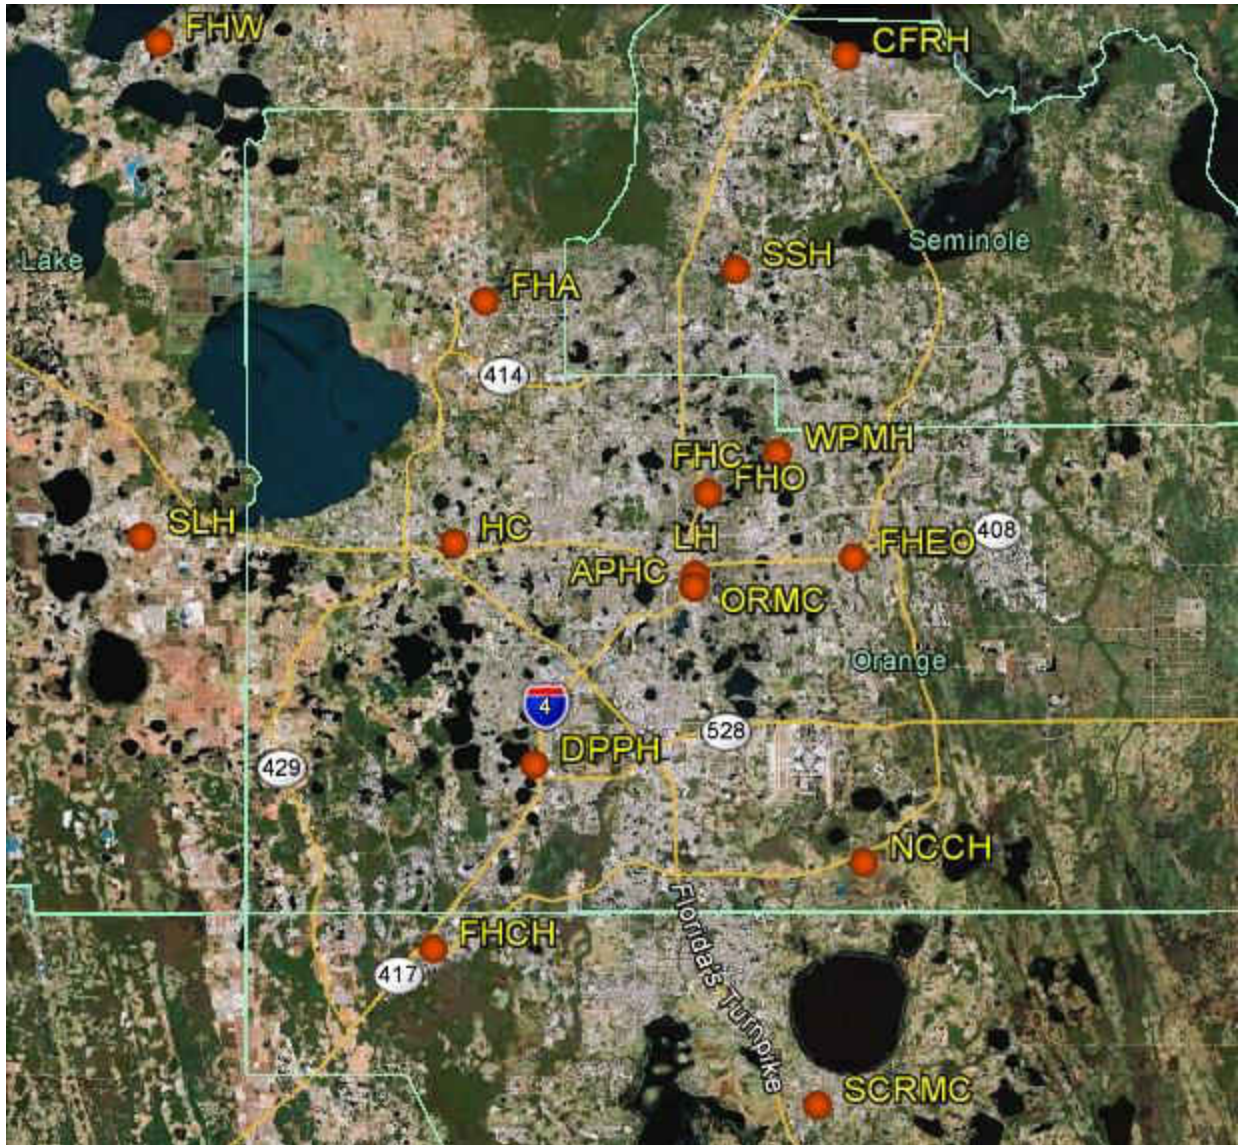 FHW
CFRH
Seminole
SSH
Lake
FHA
414
WPMH
FHC
FHO
SLH
HC
LH
408
FHEO
APHC
ORMC
Orange
4
528
DPPH
429
NCCH
Florida's Turnpike
FHCH
417
SCRMC